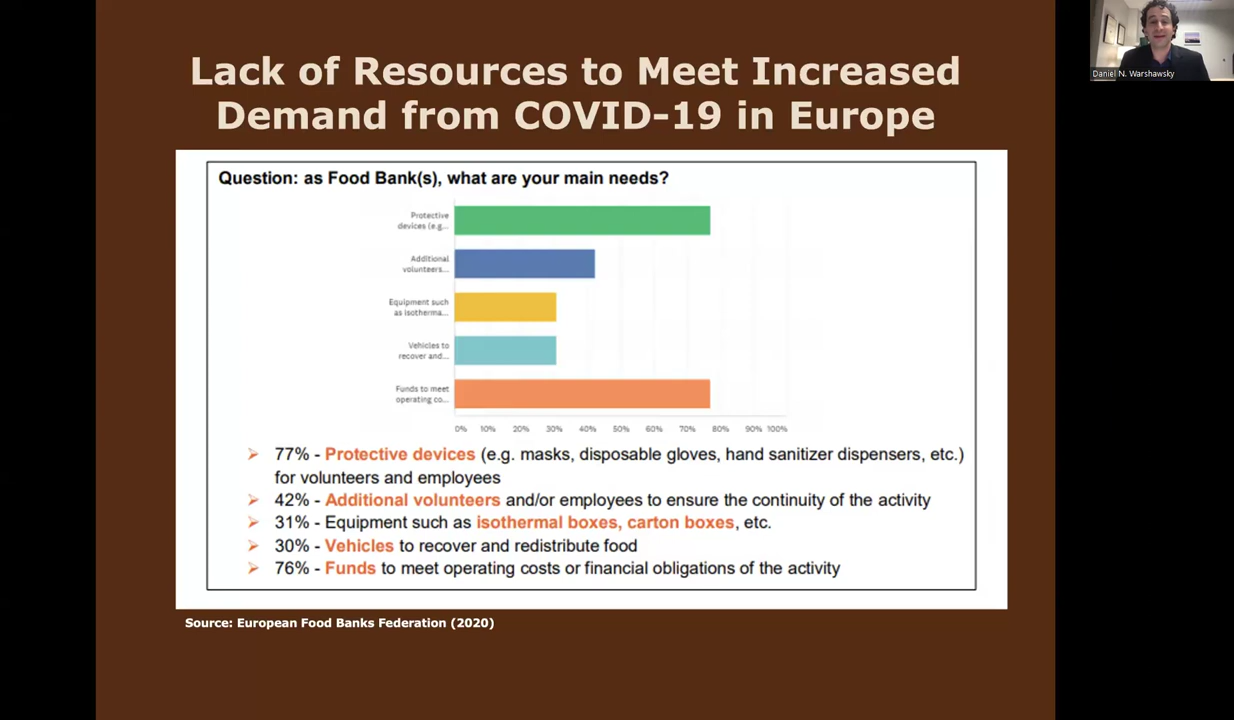 Lack of Resources to Meet Increased
Demand from COVID-19 in Europe
Daniel N. Warshawsky
Question: as Food Bank(s), what are your main needs?
Protective
devices (e.g...
Additional
volunteers...
Equipment such
as isotherma...
Vehicles to
recover and...
Funds to meet
operating co...
0% 10% 20% 30% 40% 50% 60% 70% 80% 90% 100%
77% - Protective devices (e.g. masks, disposable gloves, hand sanitizer dispensers, etc.)
for volunteers and employees
42% - Additional volunteers and/or employees to ensure the continuity of the activity
31% - Equipment such as isothermal boxes, carton boxes, etc.
30% - Vehicles to recover and redistribute food
76% - Funds to meet operating costs or financial obligations of the activity
Source: European Food Banks Federation (2020)